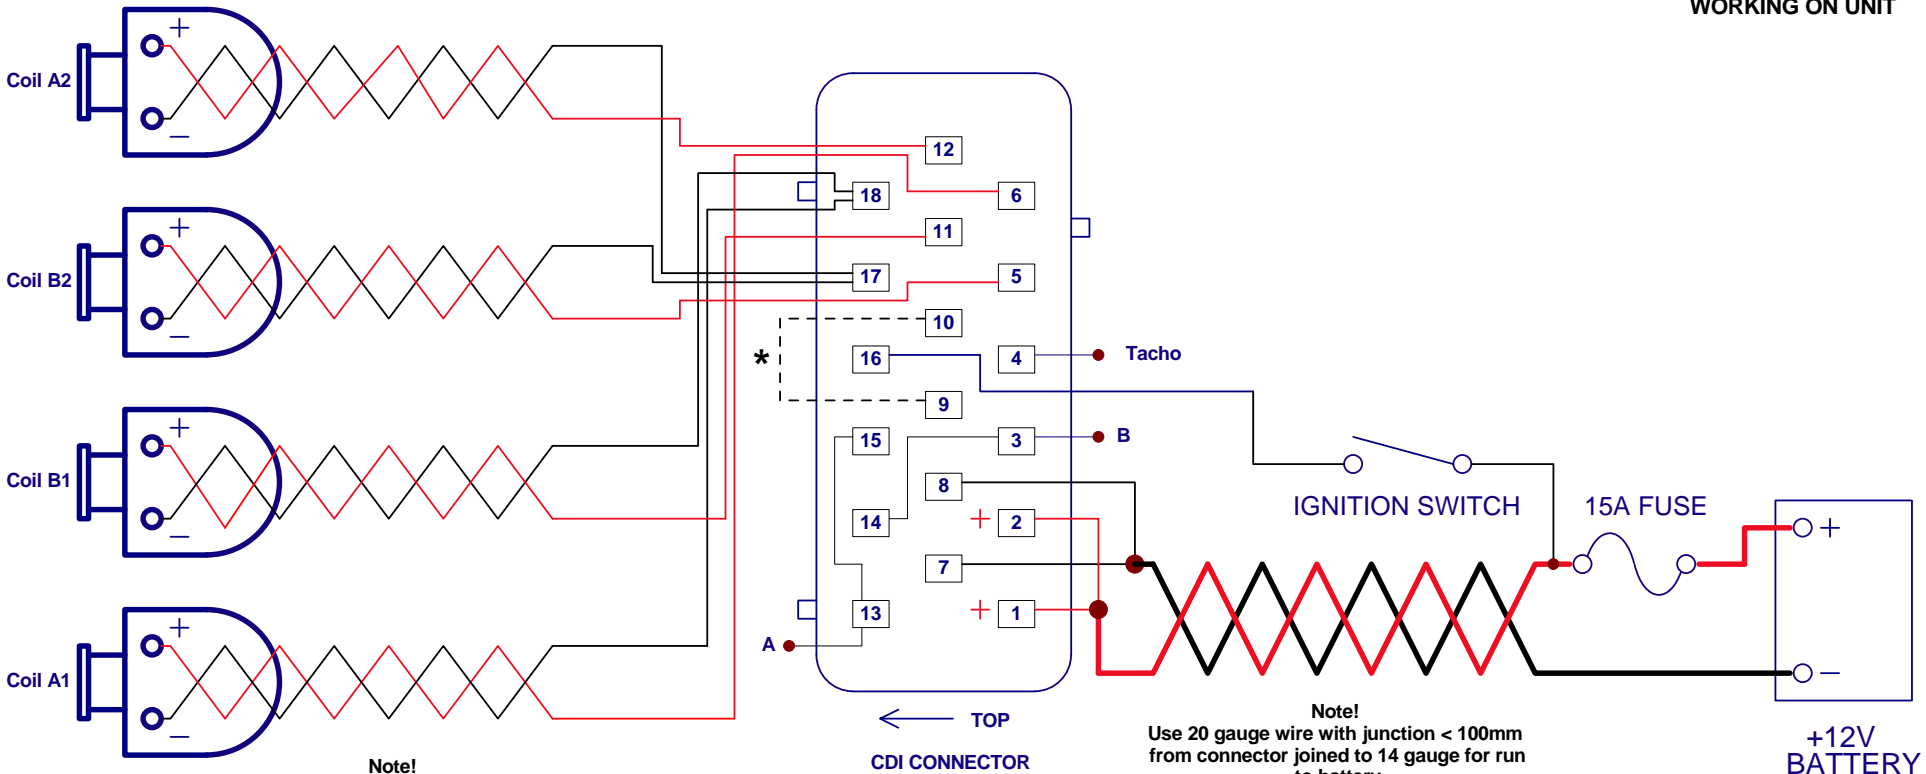 WORKING ON UNIT
+
Coil A2
−
12
18
6
11
+
Coil B2
−
17
5
10
*
16
4
Tacho
9
+
Coil B1
−
15
3
B
8
14
+
2
7
13
+
1
A
IGNITION SWITCH
15A FUSE
+
−
+12V
BATTERY
+
Coil A1
−
TOP
CDI CONNECTOR
Note!
Note!
Use 20 gauge wire with junction < 100mm
from connector joined to 14 gauge for run
to battery